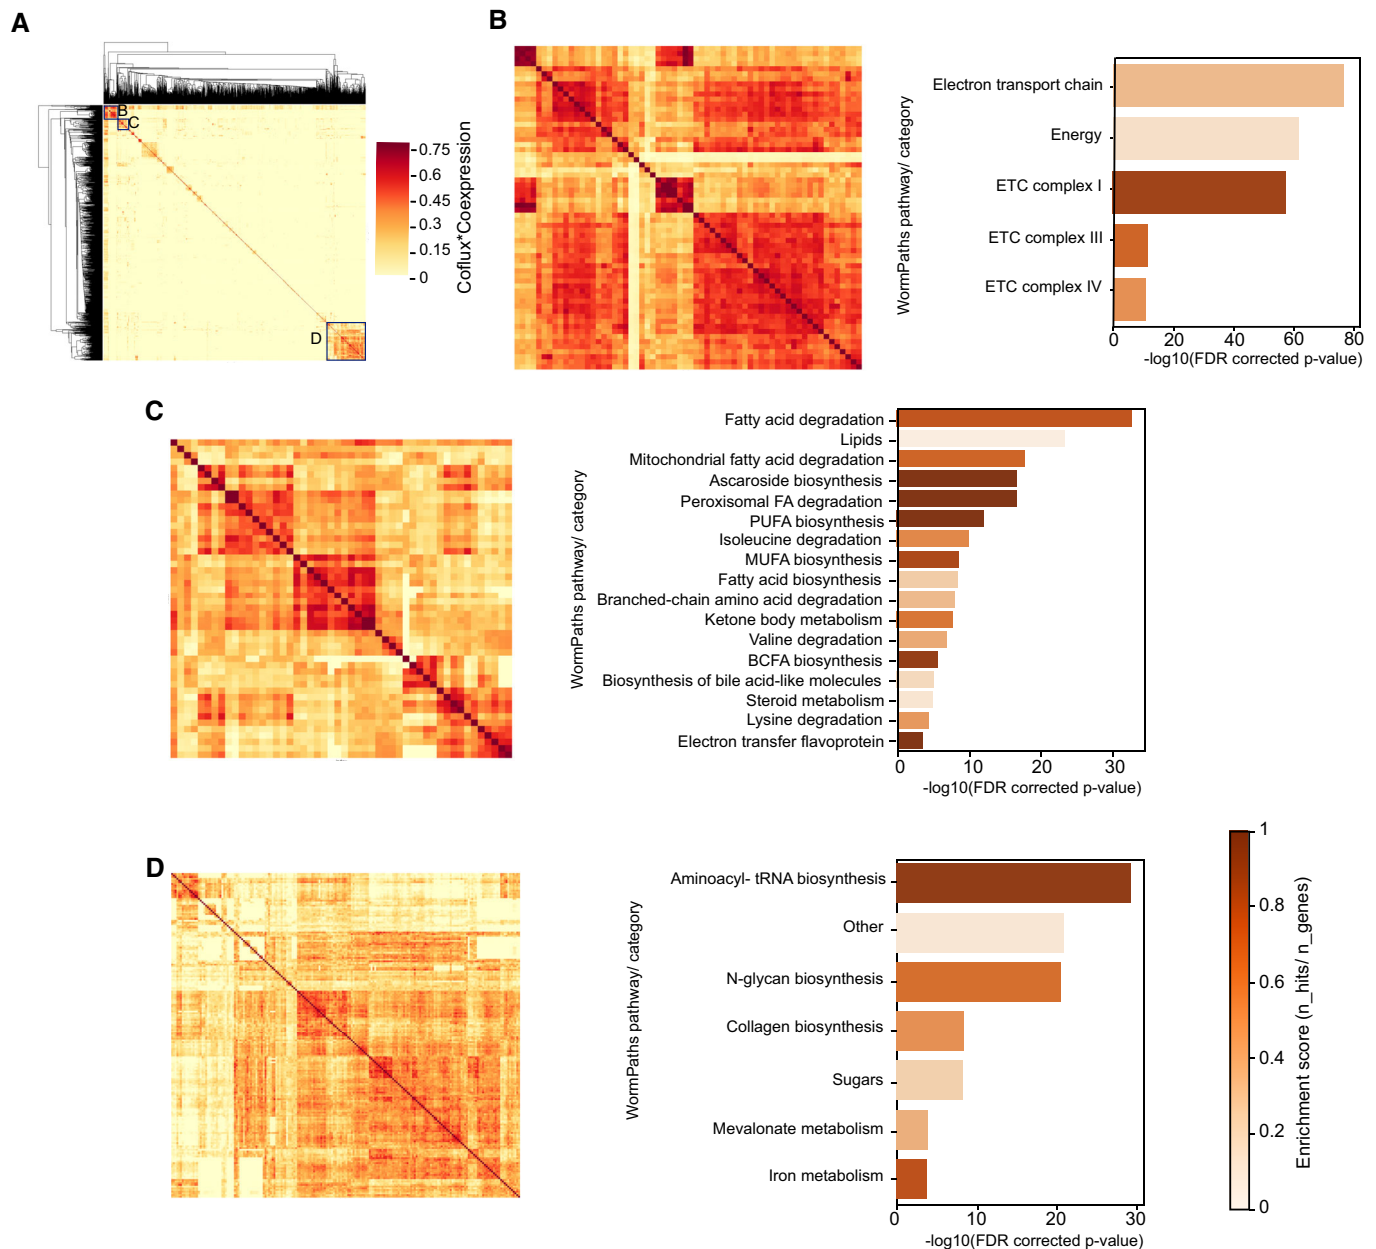 A
B
C
D
0.75
0.6
0.45
0.15
0
Coflux*Coexpression
B
WormPaths pathway/ category
Electron transport chain
Energy
ETC complex I
ETC complex III
ETC complex IV
0 20 40 60 80
-log10(FDR corrected p-value)
C
WormPaths pathway/ category
Fatty acid degradation
Lipids
Mitochondrial fatty acid degradation
Ascaroside biosynthesis
Peroxisomal FA degradation
PUFA biosynthesis
Isoleucine degradation
MUFA biosynthesis
Fatty acid biosynthesis
Branched-chain amino acid degradation
Ketone body metabolism
Valine degradation
BCFA biosynthesis
Biosynthesis of bile acid-like molecules
Steroid metabolism
Lysine degradation
Electron transfer flavoprotein
0 10 20 30
-log10(FDR corrected p-value)
D
WormPaths pathway/ category
Aminoacyl- tRNA biosynthesis
Other
N-glycan biosynthesis
Collagen biosynthesis
Sugars
Mevalonate metabolism
Iron metabolism
0 10 20 30
-log10(FDR corrected p-value)
1
0.8
0.6
0.4
0.2
0
Enrichment score (n_hits/ n_genes)